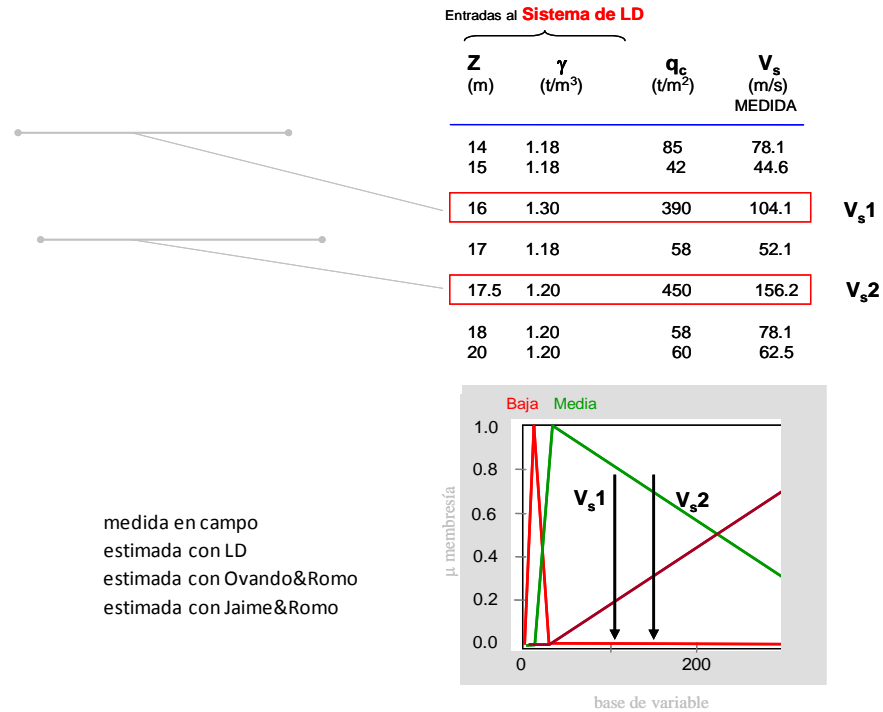 Entradas al Sistema de LD
Z γ qc Vs
(m) (t/m³) (t/m²) (m/s)
MEDIDA
14 1.18 85 78.1
15 1.18 42 44.6
16 1.30 390 104.1 Vs1
17 1.18 58 52.1
17.5 1.20 450 156.2 Vs2
18 1.20 58 78.1
20 1.20 60 62.5
Baja Media
1.0
0.8
0.6
0.4
0.2
0.0
μ membresía
Vs1 Vs2
0 200
base de variable
medida en campo
estimada con LD
estimada con Ovando&Romo
estimada con Jaime&Romo